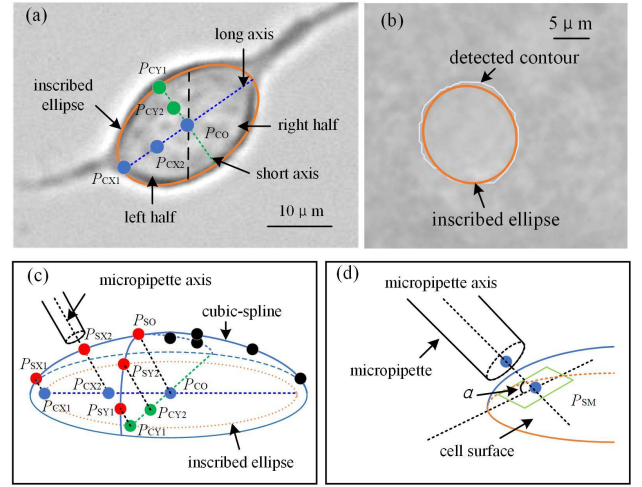 (a)
long axis
P_CY1
inscribed
ellipse
P_CY2
P_CO
right half
P_CX2
P_CX1
short axis
left half
10 μm
(b)
5 μm
detected contour
inscribed ellipse
(c)
micropipette axis
cubic-spline
P_SO
P_SX2
P_SX1
P_SY2
P_CO
P_CX2
P_CX1
P_SY1
P_CY2
P_CY1
inscribed ellipse
(d)
micropipette axis
micropipette
α
P_SM
cell surface